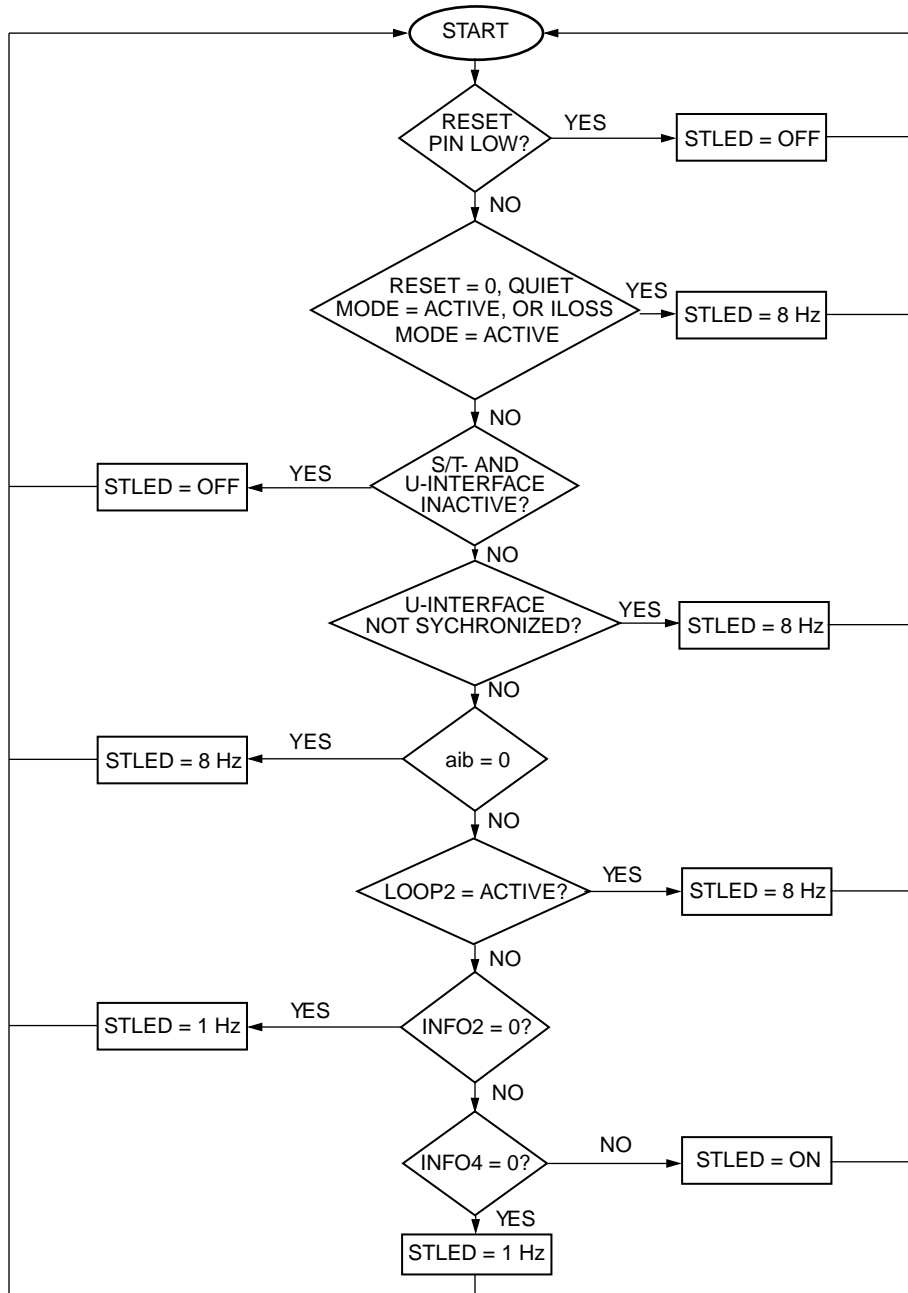 START
RESET
PIN LOW?
YES
STLED = OFF
NO
RESET = 0, QUIET
MODE = ACTIVE, OR ILOSS
MODE = ACTIVE
YES
STLED = 8 Hz
NO
S/T- AND
U-INTERFACE
INACTIVE?
YES
STLED = OFF
NO
U-INTERFACE
NOT SYCHRONIZED?
YES
STLED = 8 Hz
NO
aib = 0
YES
STLED = 8 Hz
NO
LOOP2 = ACTIVE?
YES
STLED = 8 Hz
NO
INFO2 = 0?
YES
STLED = 1 Hz
NO
INFO4 = 0?
NO
STLED = ON
YES
STLED = 1 Hz